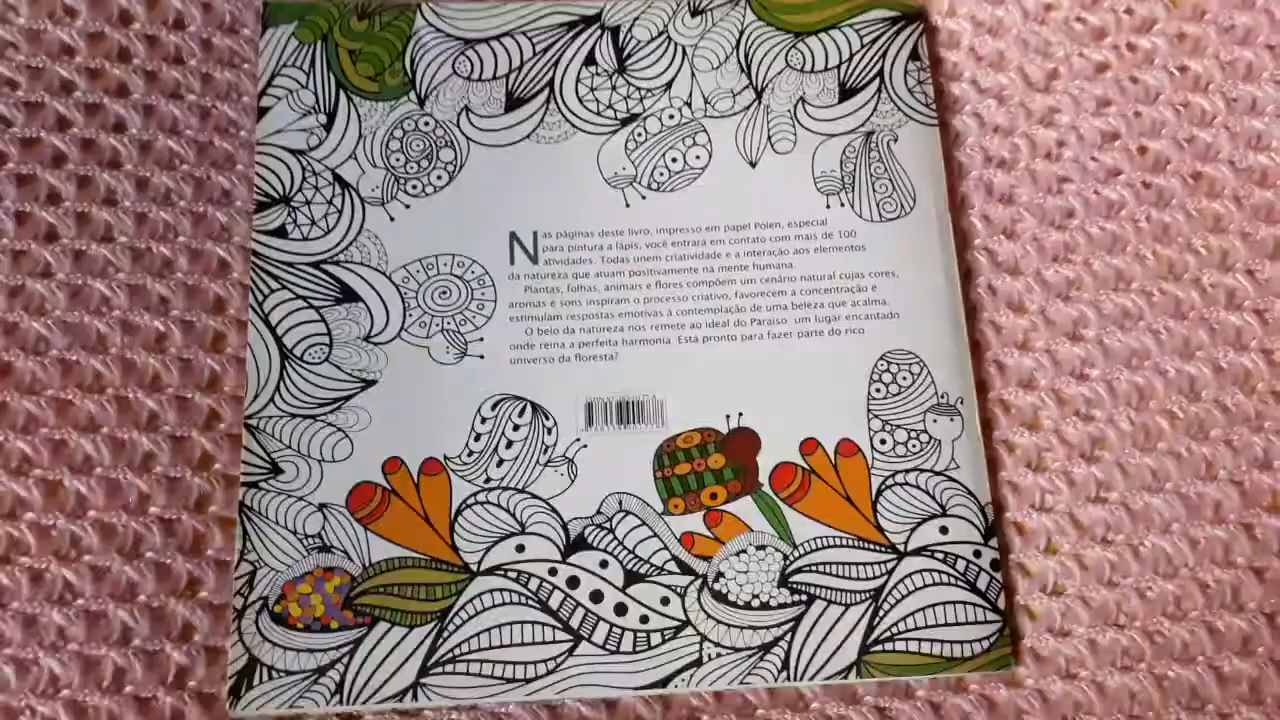 Nas páginas deste livro, impresso em papel Pólen, especial
para pintura a lápis, você entrará em contato com mais de 100
atividades. Todas unem criatividade e a interação aos elementos
da natureza que atuam positivamente na mente humana.
Plantas, folhas, animais e flores compõem um cenário natural cujas cores,
aromas e sons inspiram o processo criativo, favorecem a concentração e
estimulam respostas emotivas à contemplação de uma beleza que acalma.
O belo da natureza nos remete ao ideal do Paraíso um lugar encantado
onde reina a perfeita harmonia. Está pronto para fazer parte do rico
universo da floresta?